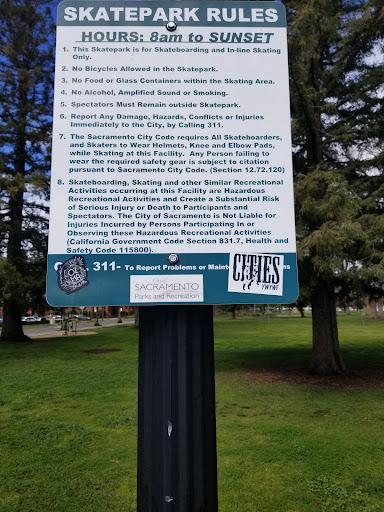 SKATEPARK RULES
HOURS: 8am to SUNSET
1. This Skatepark is for Skateboarding and In-line Skating
Only.
2. No Bicycles Allowed in the Skatepark.
3. No Food or Glass Containers within the Skating Area.
4. No Alcohol, Amplified Sound or Smoking.
5. Spectators Must Remain outside Skatepark.
6. Report Any Damage, Hazards, Conflicts or Injuries
Immediately to the City, by Calling 311.
7. The Sacramento City Code requires All Skateboarders,
and Skaters to Wear Helmets, Knee and Elbow Pads,
while Skating at this Facility. Any Person failing to
wear the required safety gear is subject to citation
pursuant to Sacramento City Code. (Section 12.72.120)
8. Skateboarding, Skating and other Similar Recreational
Activities occurring at this Facility are Hazardous
Recreational Activities and Create a Substantial Risk
of Serious Injury or Death to Participants and
Spectators. The City of Sacramento is Not Liable for
Injuries Incurred by Persons Participating In or
Observing these Hazardous Recreational Activities
(California Government Code Section 831.7, Health and
Safety Code Section 115800).
311- To Report Problems or
SACRAMENTO
Parks and Recreation
CITIES
YWYWF